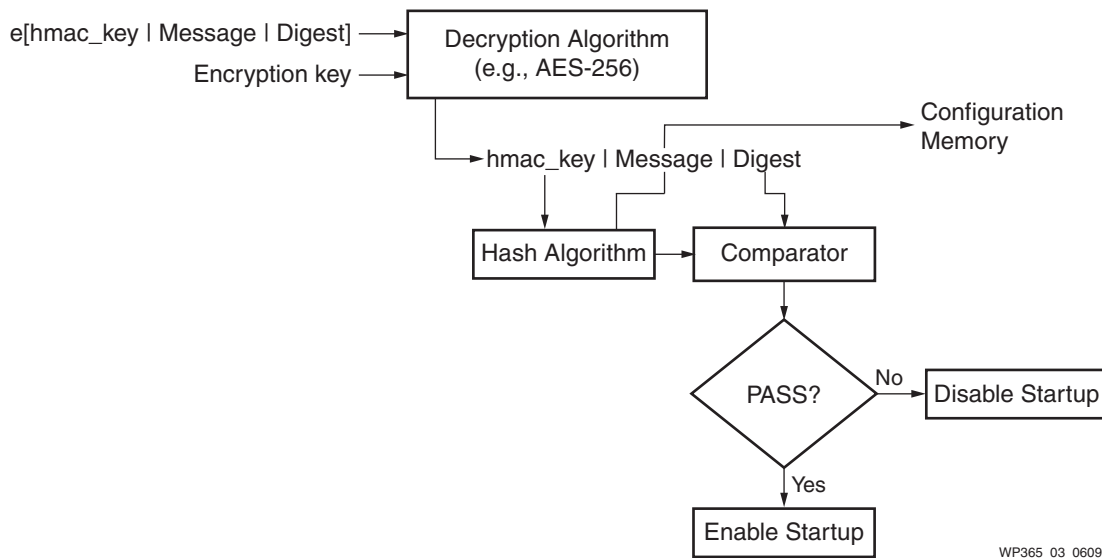 e[hmac_key | Message | Digest]
Encryption key
Decryption Algorithm
(e.g., AES-256)
Configuration
Memory
hmac_key | Message | Digest
Hash Algorithm
Comparator
PASS?
No
Disable Startup
Yes
Enable Startup
WP365_03_0609